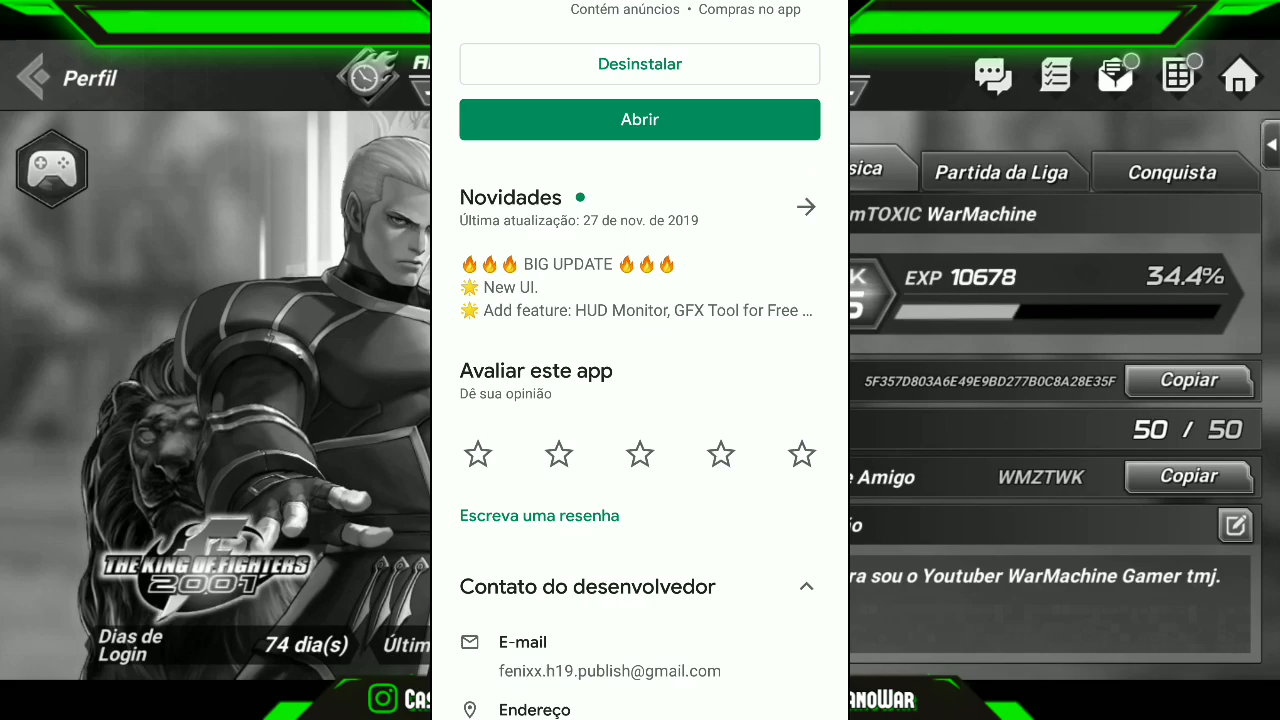 Contém anúncios • Compras no app
Desinstalar
Abrir
Novidades
Última atualização: 27 de nov. de 2019
🔥🔥🔥 BIG UPDATE 🔥🔥🔥
🌟 New UI.
🌟 Add feature: HUD Monitor, GFX Tool for Free ...
Avaliar este app
Dê sua opinião
Escreva uma resenha
Contato do desenvolvedor
E-mail
fenixx.h19.publish@gmail.com
Endereço
Perfil
THE KING OF FIGHTERS
2001
Dias de
Login
74 dia(s)
Últim
sica
Partida da Liga
Conquista
mTOXIC WarMachine
K
5
EXP 10678
34.4%
5F357D803A6E49E9BD277B0C8A28E35F
Copiar
50 / 50
e Amigo
WMZTWK
Copiar
ra sou o Youtuber WarMachine Gamer tmj.
Cas
anoWar